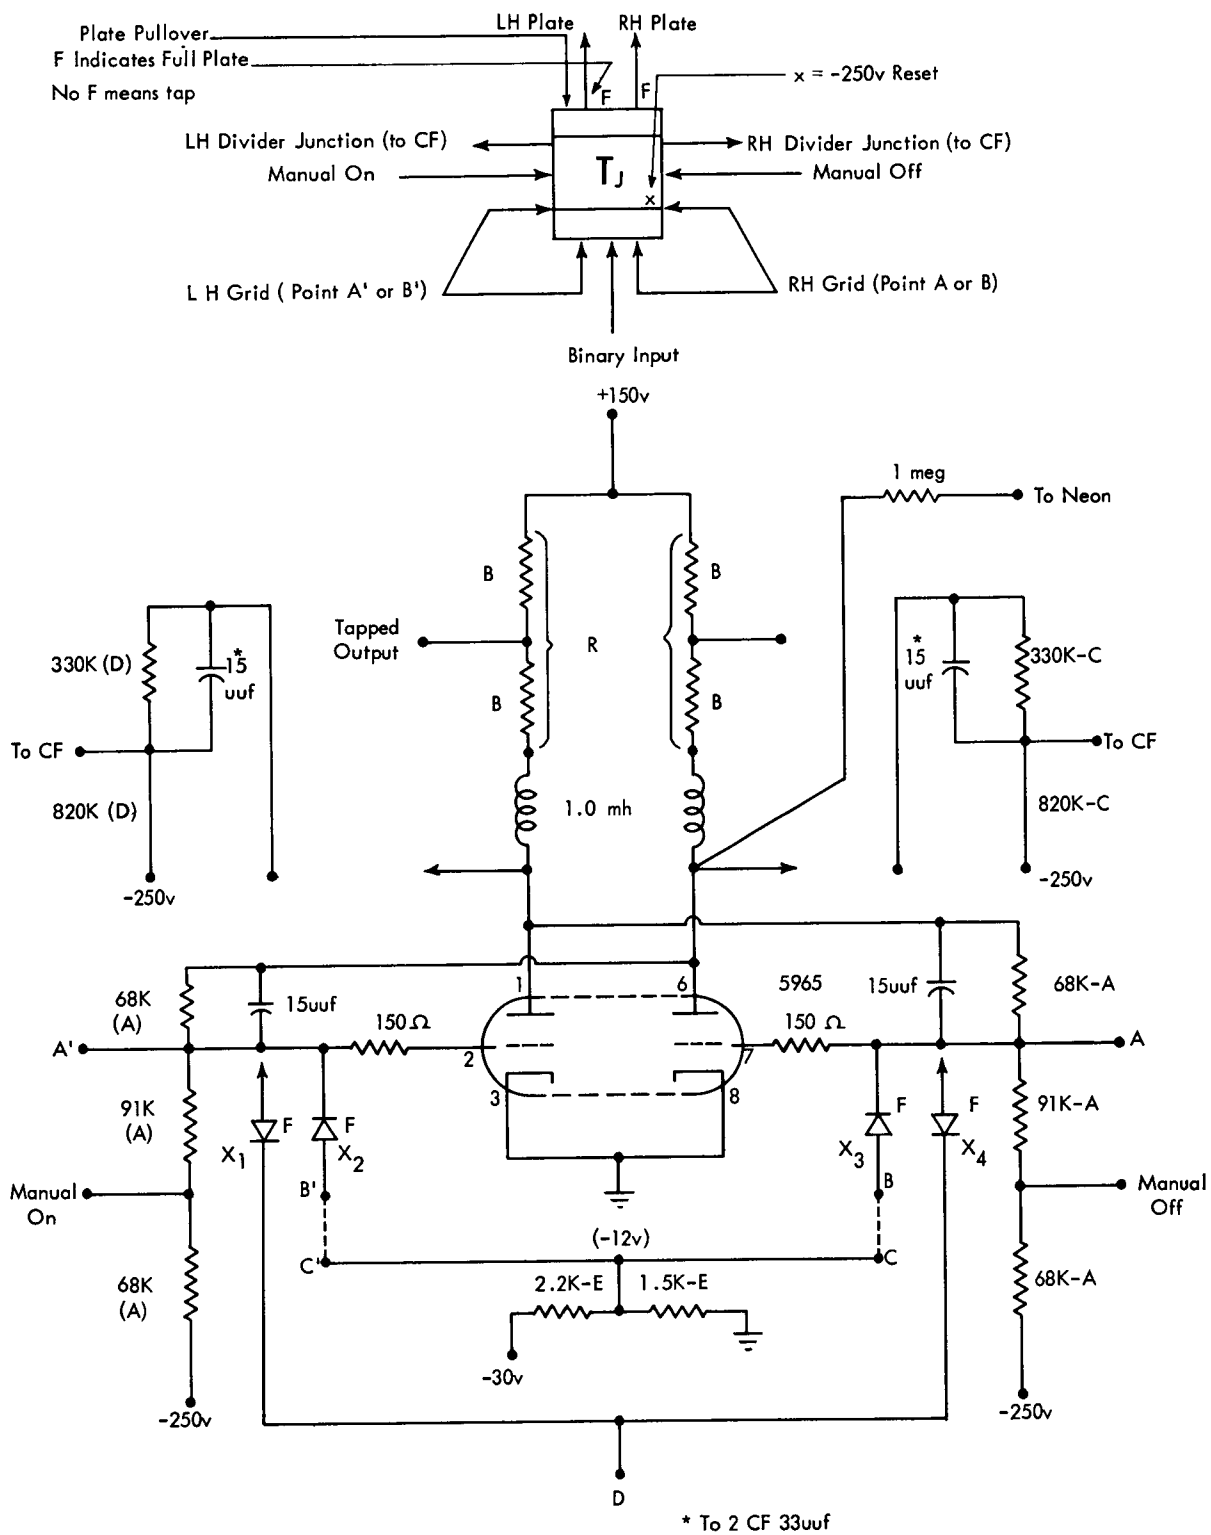 LH Plate
RH Plate
Plate Pullover
F Indicates Full Plate
No F means tap
F
F
x = -250v Reset
LH Divider Junction (to CF)
RH Divider Junction (to CF)
Manual On
TJ
Manual Off
x
L H Grid ( Point A' or B')
RH Grid (Point A or B)
Binary Input
+150v
1 meg
To Neon
B
B
Tapped
Output
R
330K (D)
*
15
uuf
*
15
uuf
330K-C
B
B
To CF
To CF
820K (D)
1.0 mh
820K-C
-250v
-250v
1
6
5965
68K
(A)
15uuf
15uuf
68K-A
150Ω
150 Ω
A'
2
7
A
3
8
91K
(A)
F
F
F
F
91K-A
X1
X2
X3
X4
Manual
On
B'
B
Manual
Off
(-12v)
C'
C
68K
(A)
2.2K-E
1.5K-E
68K-A
-30v
-250v
-250v
D
* To 2 CF 33uuf